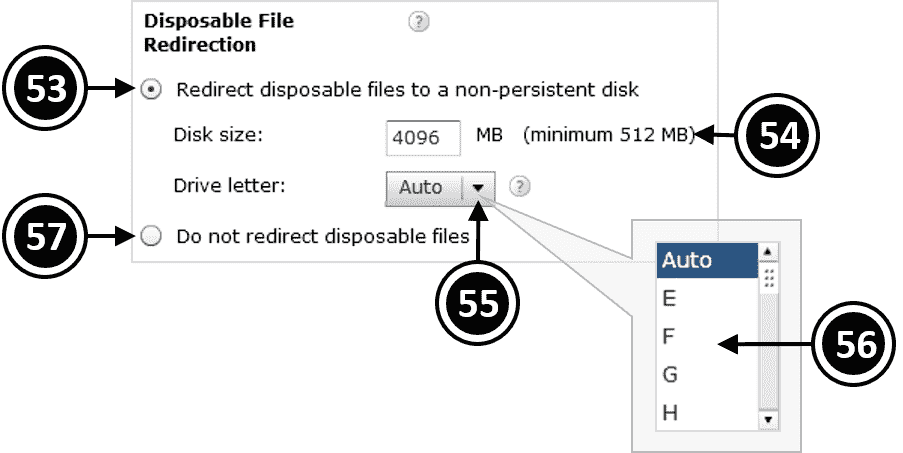 Disposable File ?
Redirection
53 Redirect disposable files to a non-persistent disk
Disk size: 4096 MB (minimum 512 MB) 54
Drive letter: Auto ?
57 Do not redirect disposable files
55
Auto
E
F
56
G
H